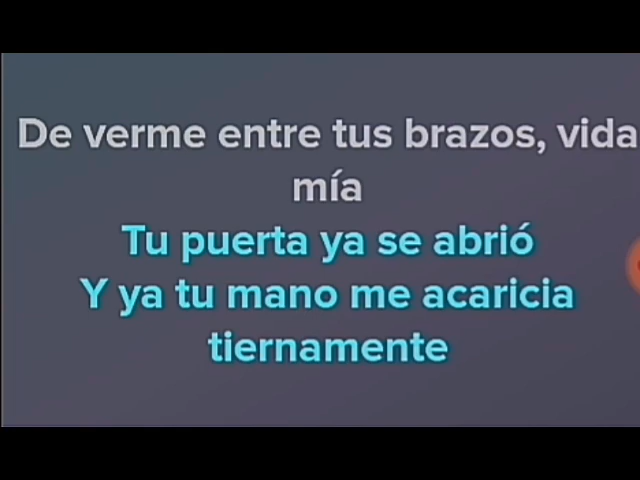 De verme entre tus brazos, vida
mía
Tu puerta ya se abrió
Y ya tu mano me acaricia
tiernamente